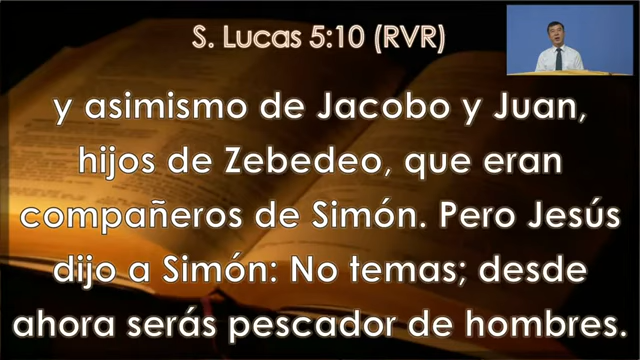 S. Lucas 5:10 (RVR)
y asimismo de Jacobo y Juan,
hijos de Zebedeo, que eran
compañeros de Simón. Pero Jesús
dijo a Simón: No temas; desde
ahora serás pescador de hombres.